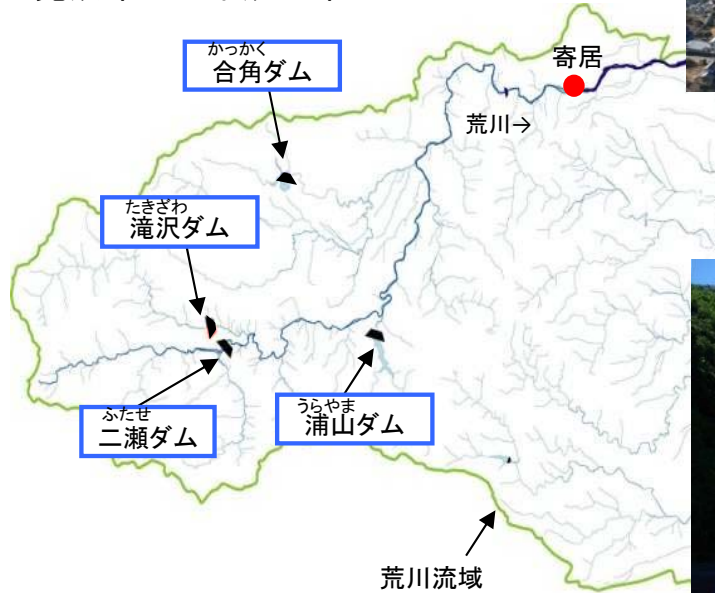 かっかく
合角ダム
寄居
荒川→
たきざわ
滝沢ダム
ふたせ
二瀬ダム
うらやま
浦山ダム
荒川流域